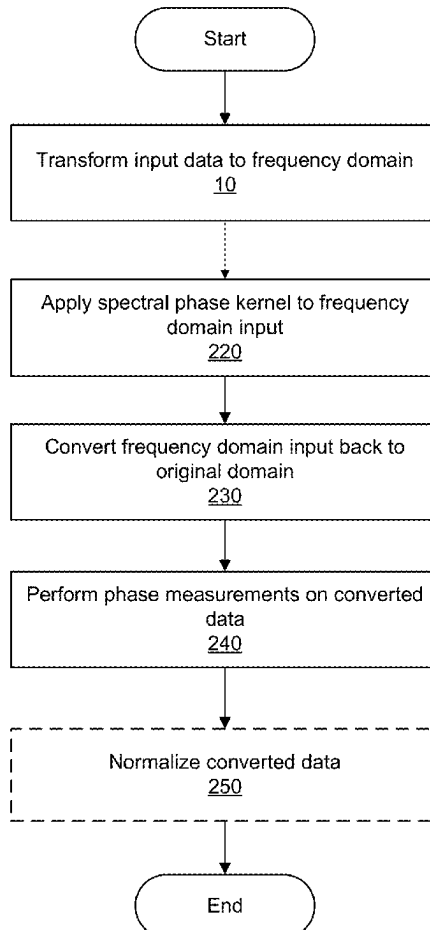 Start
Transform input data to frequency domain
10
Apply spectral phase kernel to frequency
domain input
220
Convert frequency domain input back to
original domain
230
Perform phase measurements on converted
data
240
Normalize converted data
250
End